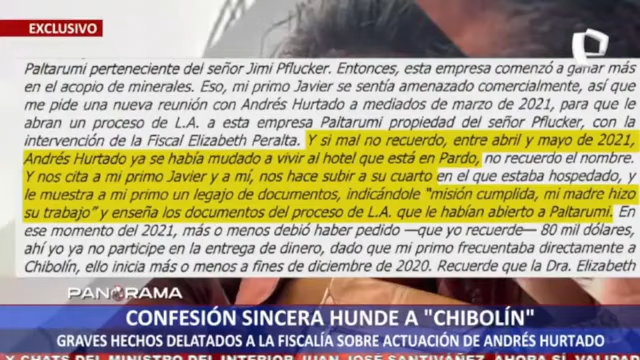 EXCLUSIVO
Paltarumi perteneciente del señor Jimi Pflucker. Entonces, esta empresa comenzó a ganar más
en el acopio de minerales. Eso, mi primo Javier se sentía amenazado comercialmente, así que
me pide una nueva reunión con Andrés Hurtado a mediados de marzo de 2021, para que le
abran un proceso de L.A. a esta empresa Paltarumi propiedad del señor Pflucker, con la
intervención de la Fiscal Elizabeth Peralta. Y si mal no recuerdo, entre abril y mayo de 2021,
Andrés Hurtado ya se había mudado a vivir al hotel que está en Pardo, no recuerdo el nombre.
Y nos cita a mi primo Javier y a mí, nos hace subir a su cuarto en el que estaba hospedado, y
le muestra a mi primo un legajo de documentos, indicándole “misión cumplida, mi madre hizo
su trabajo” y enseña los documentos del proceso de L.A. que le habían abierto a Paltarumi. En
ese momento del 2021, más o menos debió haber pedido —que yo recuerde— 80 mil dólares,
ahí yo ya no participe en la entrega de dinero, dado que mi primo frecuentaba directamente a
Chibolín, ello inicia más o menos a fines de diciembre de 2020. Recuerde que la Dra. Elizabeth
PANORAMA
CONFESIÓN SINCERA HUNDE A "CHIBOLÍN"
GRAVES HECHOS DELATADOS A LA FISCALÍA SOBRE ACTUACIÓN DE ANDRÉS HURTADO
Y CHATS DEL MINISTRO DEL INTERIOR JUAN JOSÉ SANTIVÁÑEZ